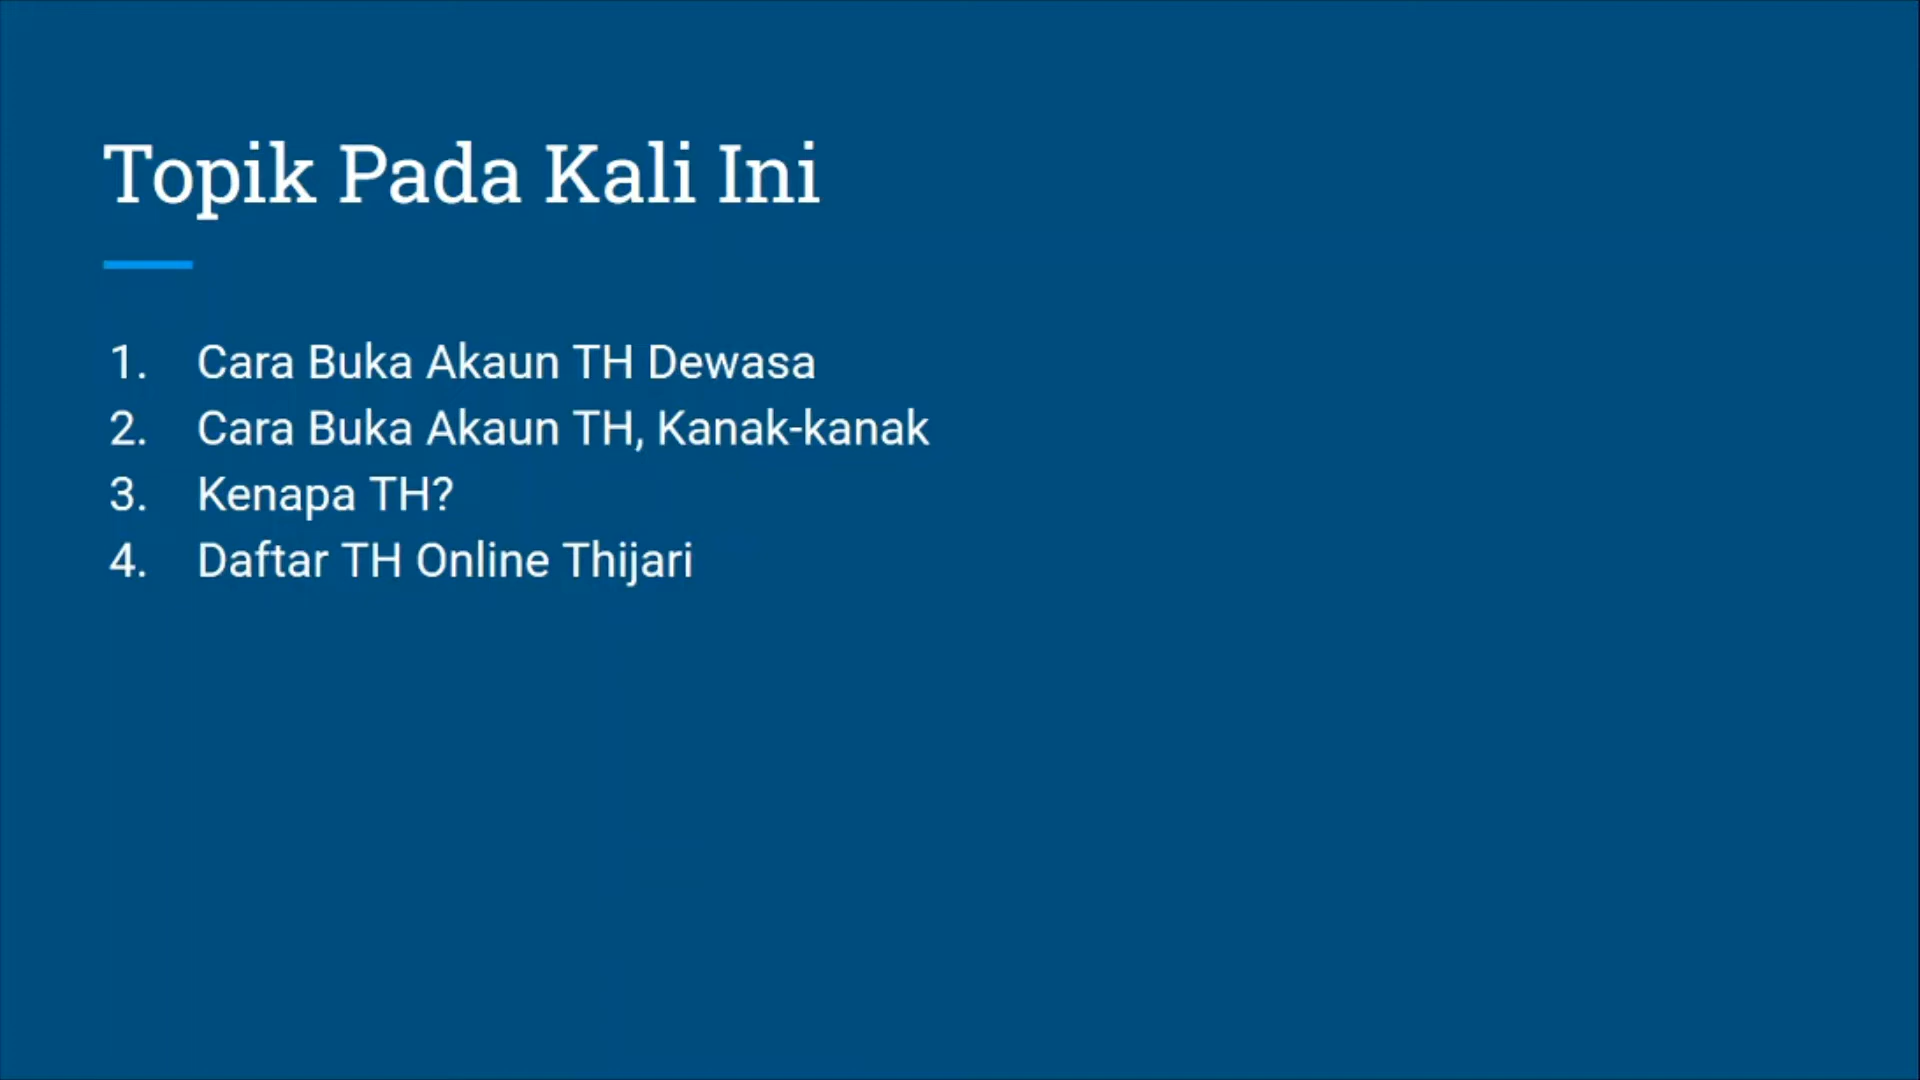 Topik Pada Kali Ini
1. Cara Buka Akaun TH Dewasa
2. Cara Buka Akaun TH, Kanak-kanak
3. Kenapa TH?
4. Daftar TH Online Thijari